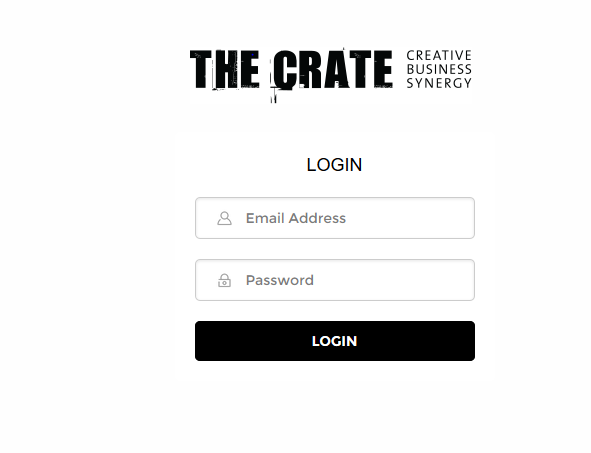 THE CRATE
CREATIVE
BUSINESS
SYNERGY
LOGIN
Email Address
Password
LOGIN